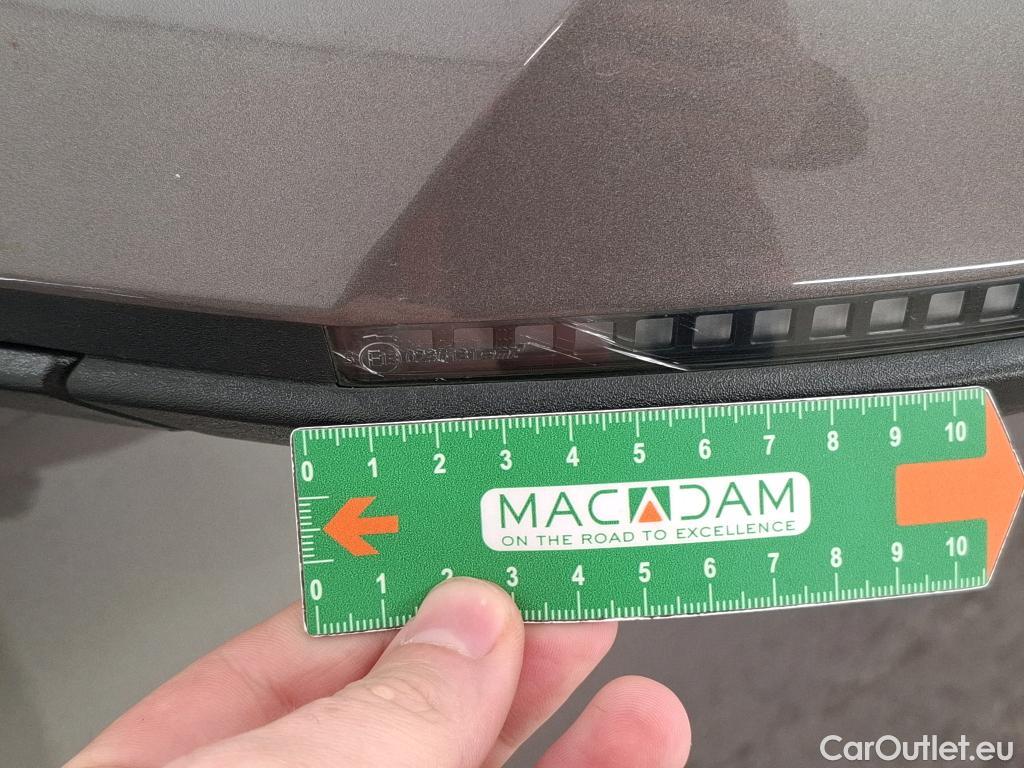 0 1 2 3 4 5 6 7 8 9 10
MACADAM
ON THE ROAD TO EXCELLENCE
0 1 2 3 4 5 6 7 8 9 10
CarOutlet.eu